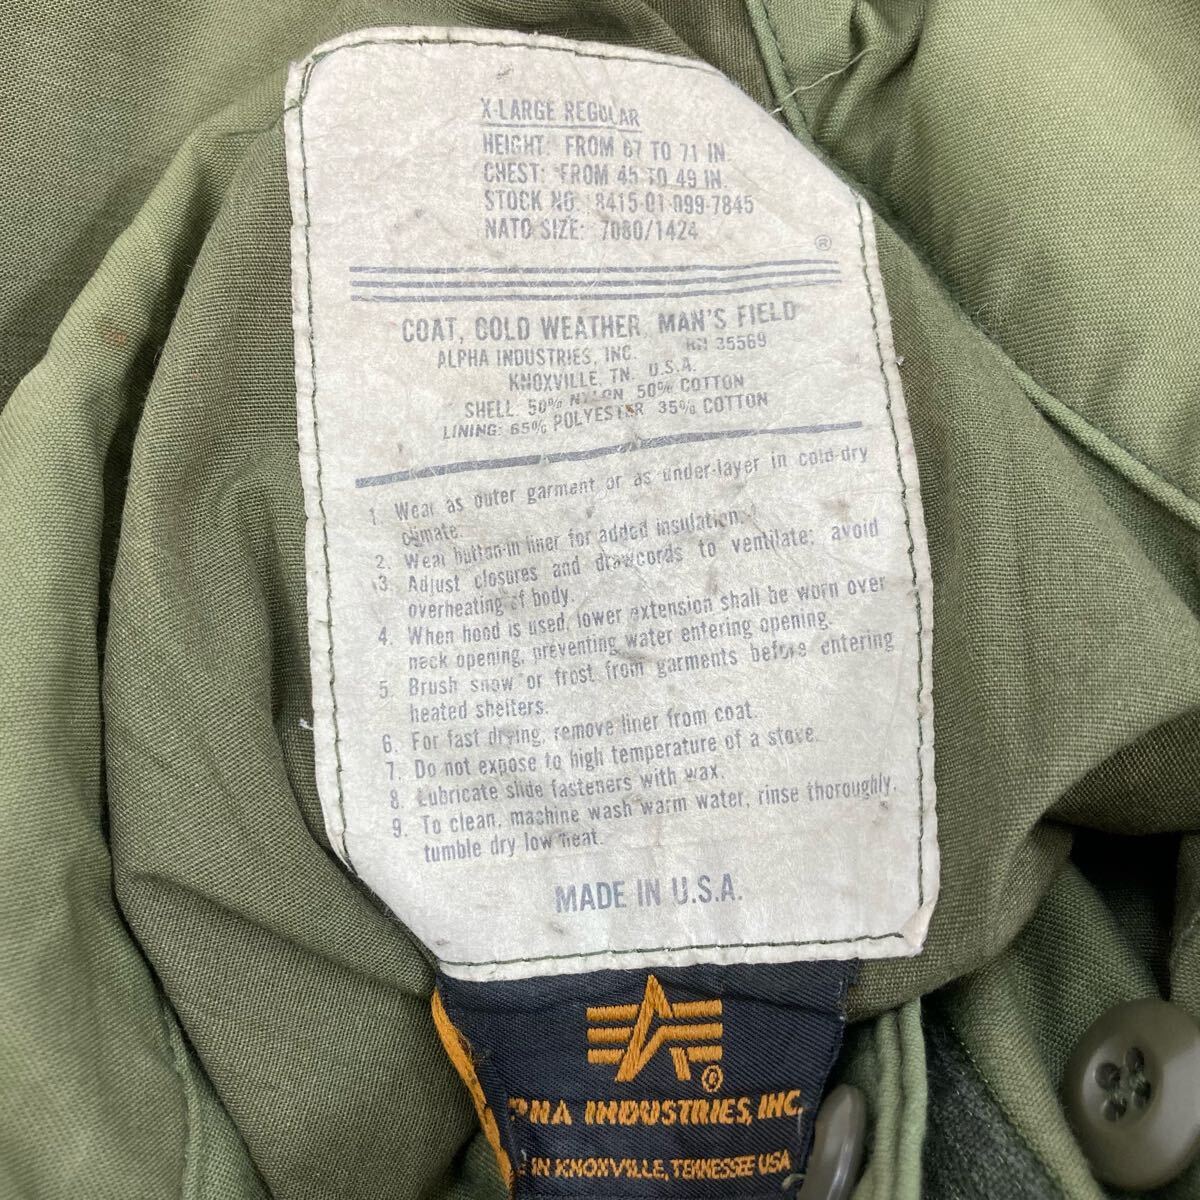 X-LARGE REGULAR
HEIGHT: FROM 67 TO 71 IN.
CHEST: FROM 45 TO 49 IN.
STOCK NO. 8415-01-099-7845
NATO SIZE: 7080/1424
®
COAT, COLD WEATHER, MAN'S FIELD
ALPHA INDUSTRIES, INC. RN 35569
KNOXVILLE, TN. U.S.A.
SHELL: 50% NYLON 50% COTTON
LINING: 65% POLYESTER 35% COTTON
1. Wear as outer garment or as under-layer in cold-dry
climate.
2. Wear button-in liner for added insulation.
3. Adjust closures and drawcords to ventilate; avoid
overheating of body.
4. When hood is used, lower extension shall be worn over
neck opening, preventing water entering opening.
5. Brush snow or frost from garments before entering
heated shelters.
6. For fast drying, remove liner from coat.
7. Do not expose to high temperature of a stove.
8. Lubricate slide fasteners with wax.
9. To clean, machine wash warm water, rinse thoroughly,
tumble dry low heat.
MADE IN U.S.A.
®
INDUSTRIES, INC.
IN KNOXVILLE, TENNESSEE USA